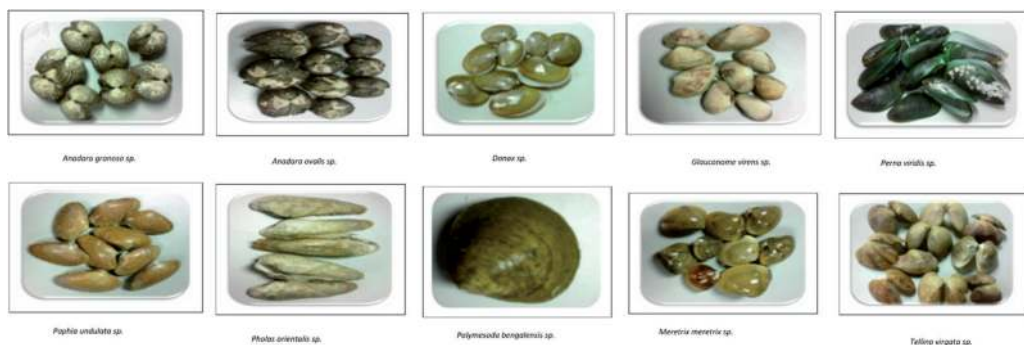 Anadara granosa sp.
Anadara ovalis sp.
Donax sp.
Glauconome virens sp.
Perna viridis sp.
Paphia undulata sp.
Pholas orientalis sp.
Polymesoda bengalensis sp.
Meretrix meretrix sp.
Tellina virgata sp.